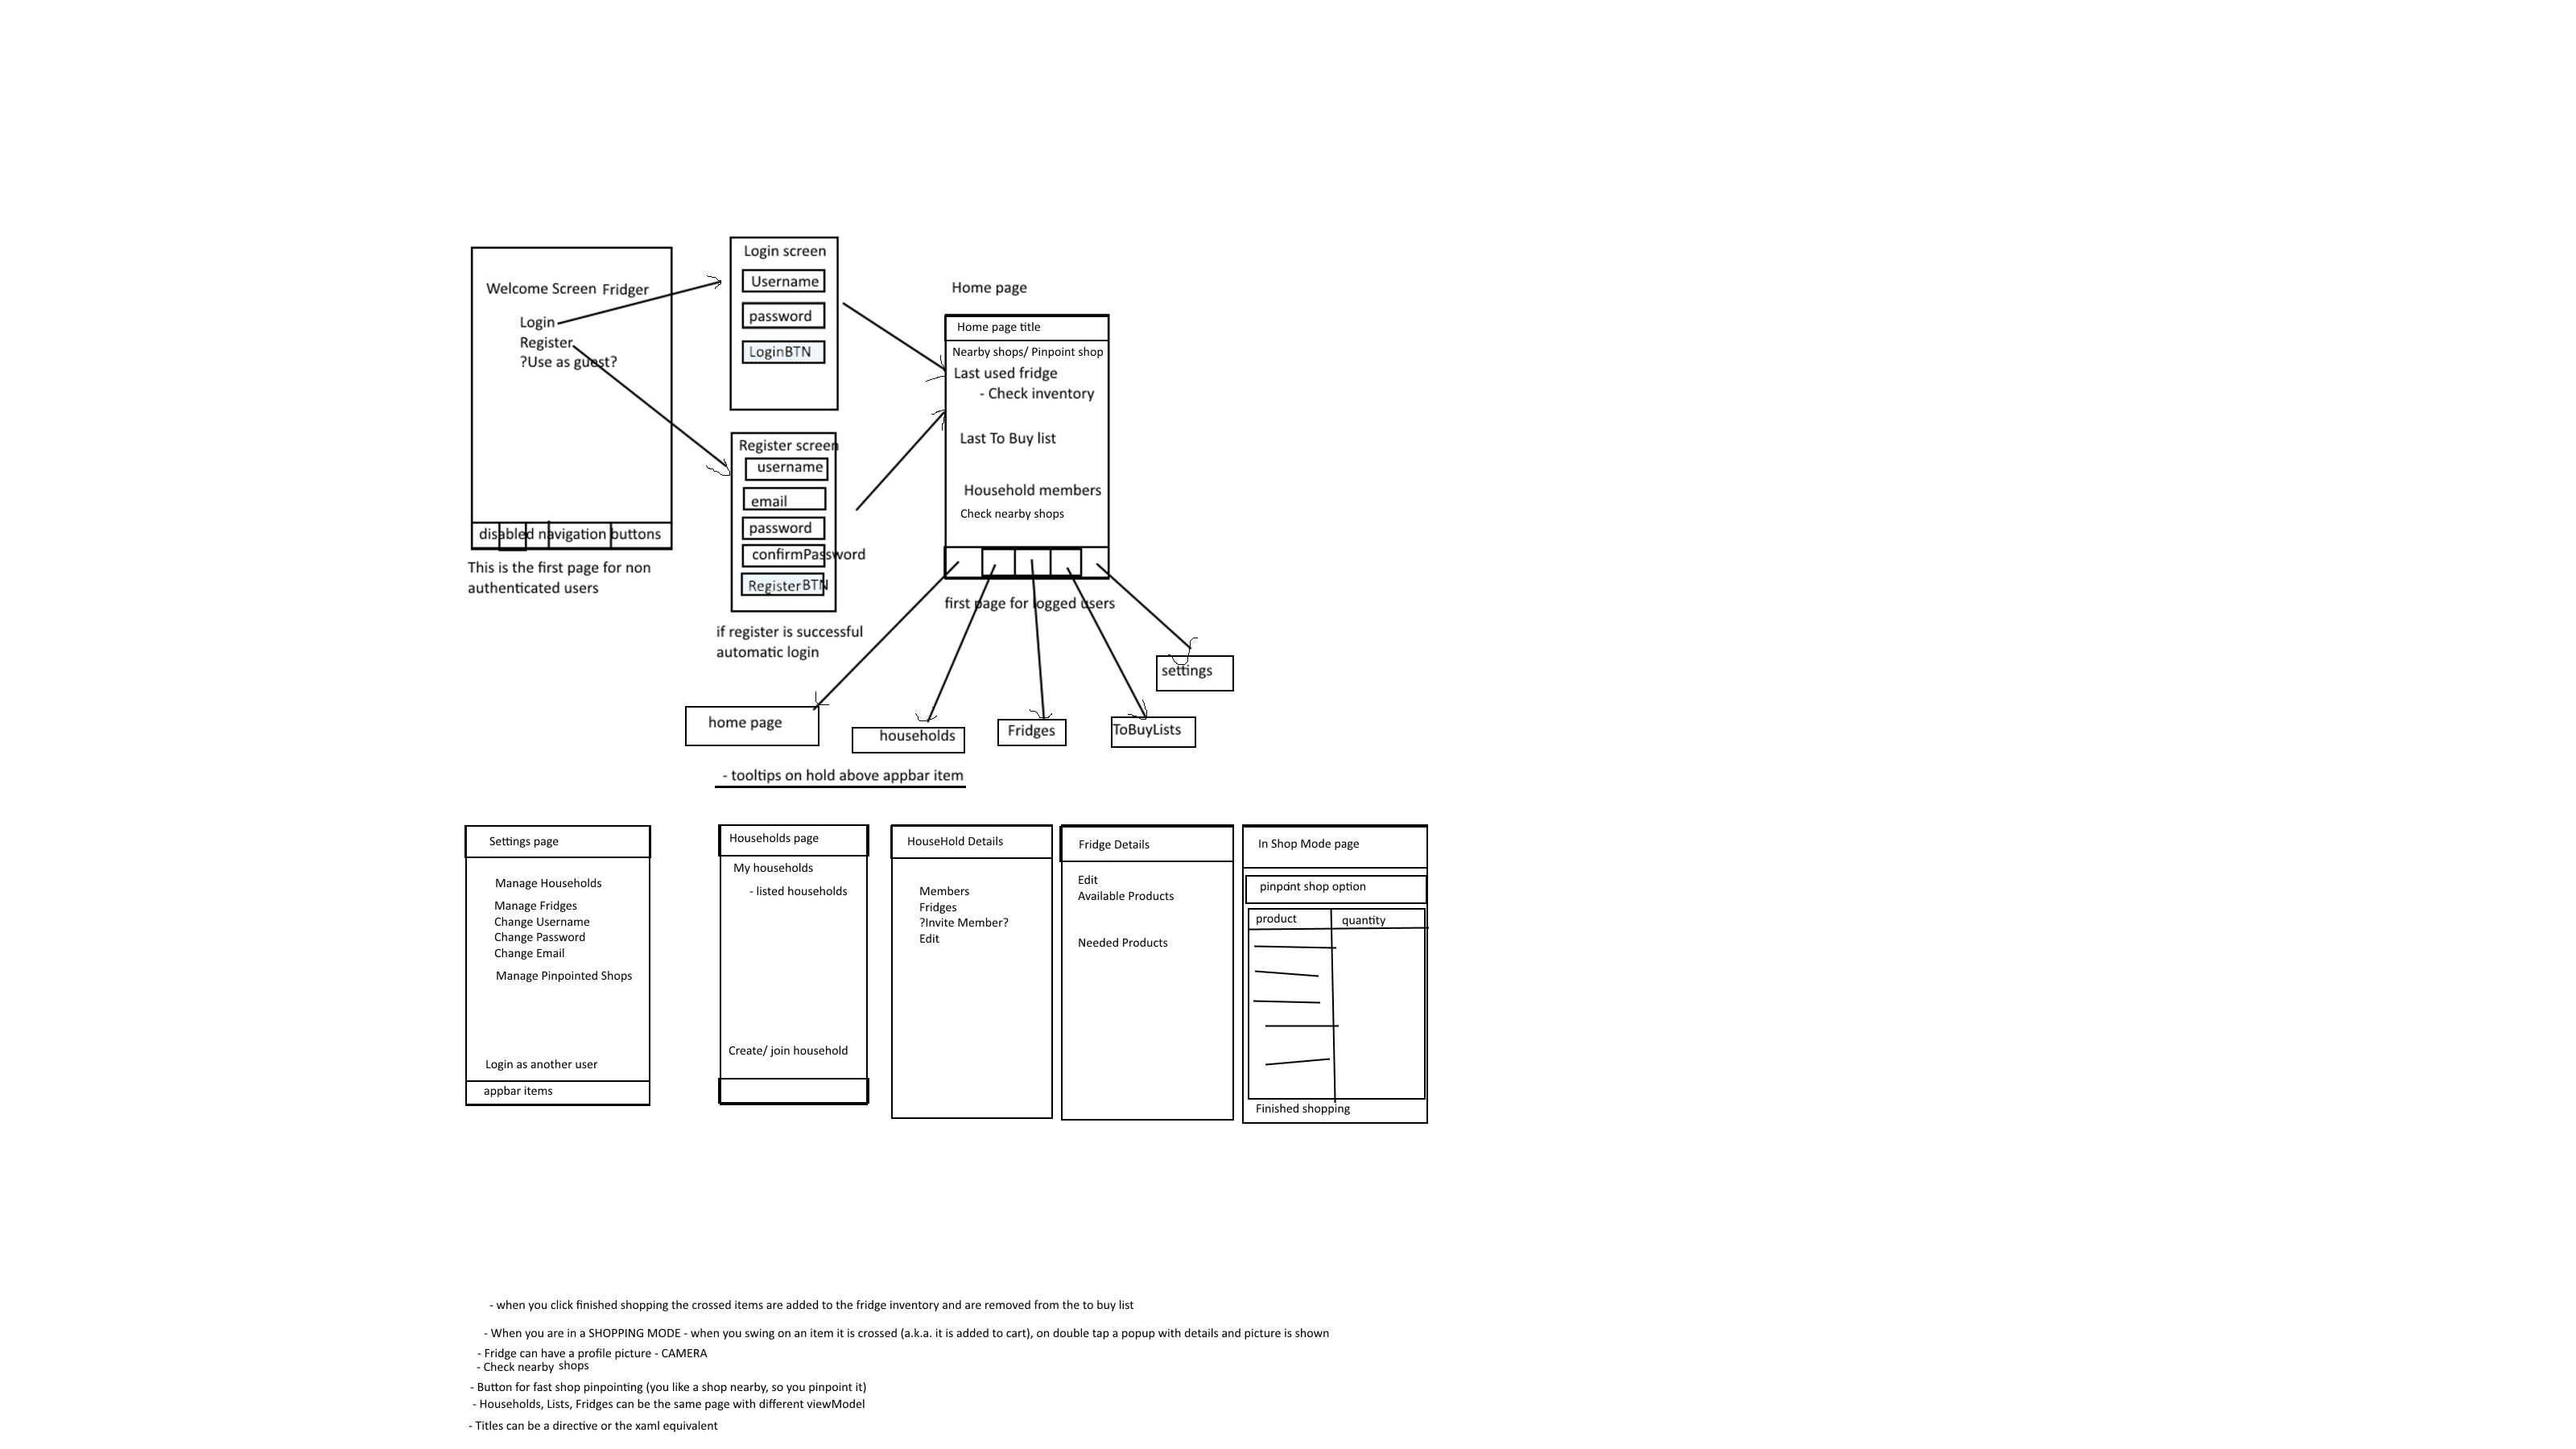 Welcome Screen Fridger
Login
Register
?Use as guest?
disabled navigation buttons
This is the first page for non
authenticated users
Login screen
Username
password
LoginBTN
Register screen
username
email
password
confirmPassword
RegisterBTN
if register is successful
automatic login
Home page
Home page title
Nearby shops/ Pinpoint shop
Last used fridge
- Check inventory
Last To Buy list
Household members
Check nearby shops
first page for logged users
home page
households
Fridges
ToBuyLists
settings
- tooltips on hold above appbar item
Settings page
Manage Households
Manage Fridges
Change Username
Change Password
Change Email
Manage Pinpointed Shops
Login as another user
appbar items
Households page
My households
- listed households
Create/ join household
HouseHold Details
Members
Fridges
?Invite Member?
Edit
Fridge Details
Edit
Available Products
Needed Products
In Shop Mode page
pinpoint shop option
product quantity
Finished shopping
- when you click finished shopping the crossed items are added to the fridge inventory and are removed from the to buy list
- When you are in a SHOPPING MODE - when you swing on an item it is crossed (a.k.a. it is added to cart), on double tap a popup with details and picture is shown
- Fridge can have a profile picture - CAMERA
- Check nearby shops
- Button for fast shop pinpointing (you like a shop nearby, so you pinpoint it)
- Households, Lists, Fridges can be the same page with different viewModel
- Titles can be a directive or the xaml equivalent